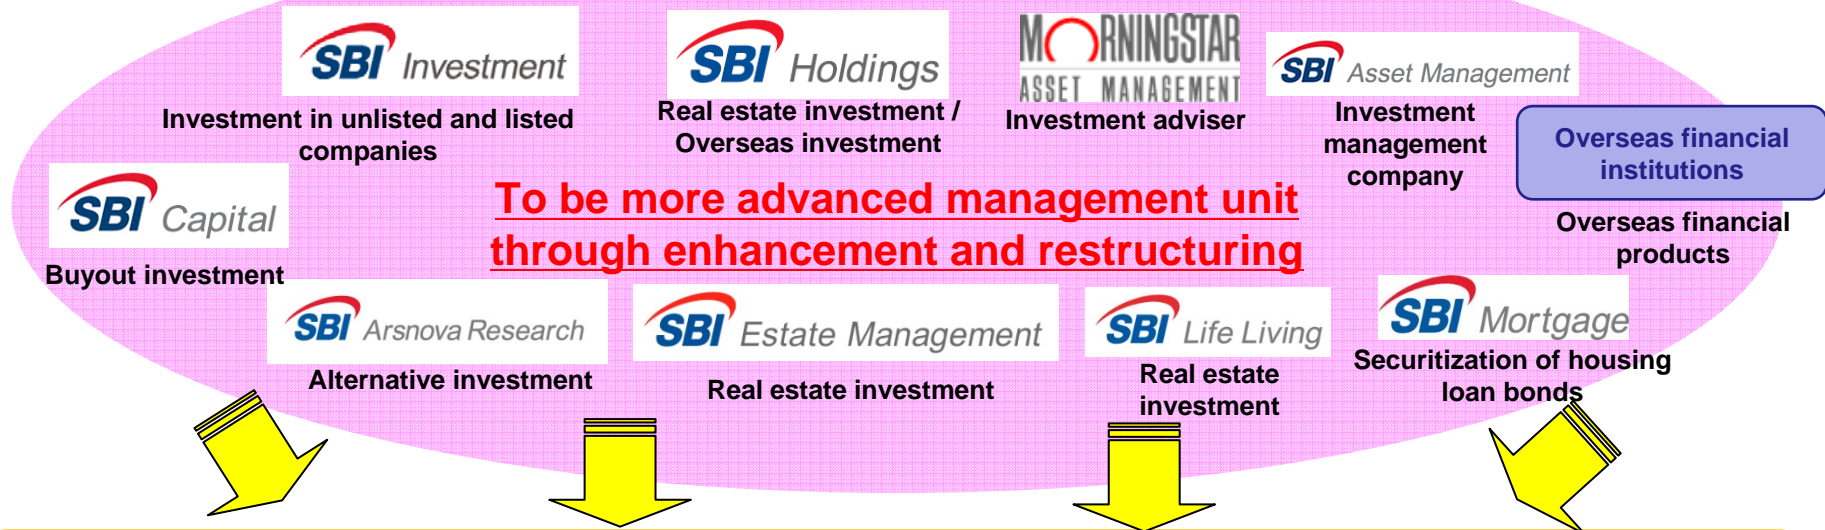 SBI Investment
Investment in unlisted and listed
companies
SBI Holdings
Real estate investment /
Overseas investment
MORNINGSTAR
ASSET MANAGEMENT
Investment adviser
SBI Asset Management
Investment
management
company
Overseas financial
institutions
Overseas financial
products
SBI Capital
Buyout investment
To be more advanced management unit
through enhancement and restructuring
SBI Arsnova Research
Alternative investment
SBI Estate Management
Real estate investment
SBI Life Living
Real estate
investment
SBI Mortgage
Securitization of housing
loan bonds